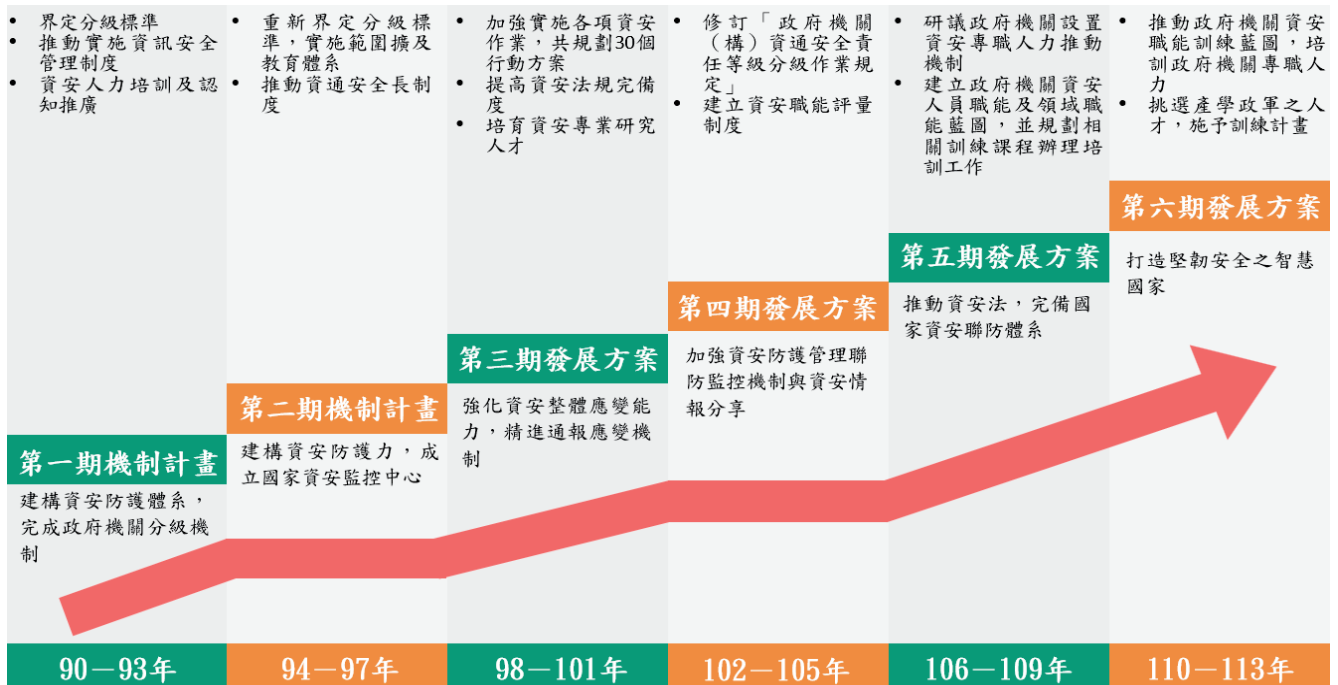 • 界定分級標準
• 推動實施資訊安全
管理制度
• 資安人力培訓及認
知推廣
第一期機制計畫
建構資安防護體系，
完成政府機關分級機
制
90－93年
• 重新界定分級標
準，實施範圍擴及
教育體系
• 推動資通安全長制
度
第二期機制計畫
建構資安防護力，成
立國家資安監控中心
94－97年
• 加強實施各項資安
作業，共規劃30個
行動方案
• 提高資安法規完備
度
• 培育資安專業研究
人才
第三期發展方案
強化資安整體應變能
力，精進通報應變機
制
98－101年
• 修訂「政府機關
（構）資通安全責
任等級分級作業規
定」
• 建立資安職能評量
制度
第四期發展方案
加強資安防護管理聯
防監控機制與資安情
報分享
102－105年
• 研議政府機關設置
資安專職人力推動
機制
• 建立政府機關資安
人員職能及領域職
能藍圖，並規劃相
關訓練課程辦理培
訓工作
第五期發展方案
推動資安法，完備國
家資安聯防體系
106－109年
• 推動政府機關資安
職能訓練藍圖，培
訓政府機關專職人
力
• 挑選產學政軍之人
才，施予訓練計畫
第六期發展方案
打造堅韌安全之智慧
國家
110－113年